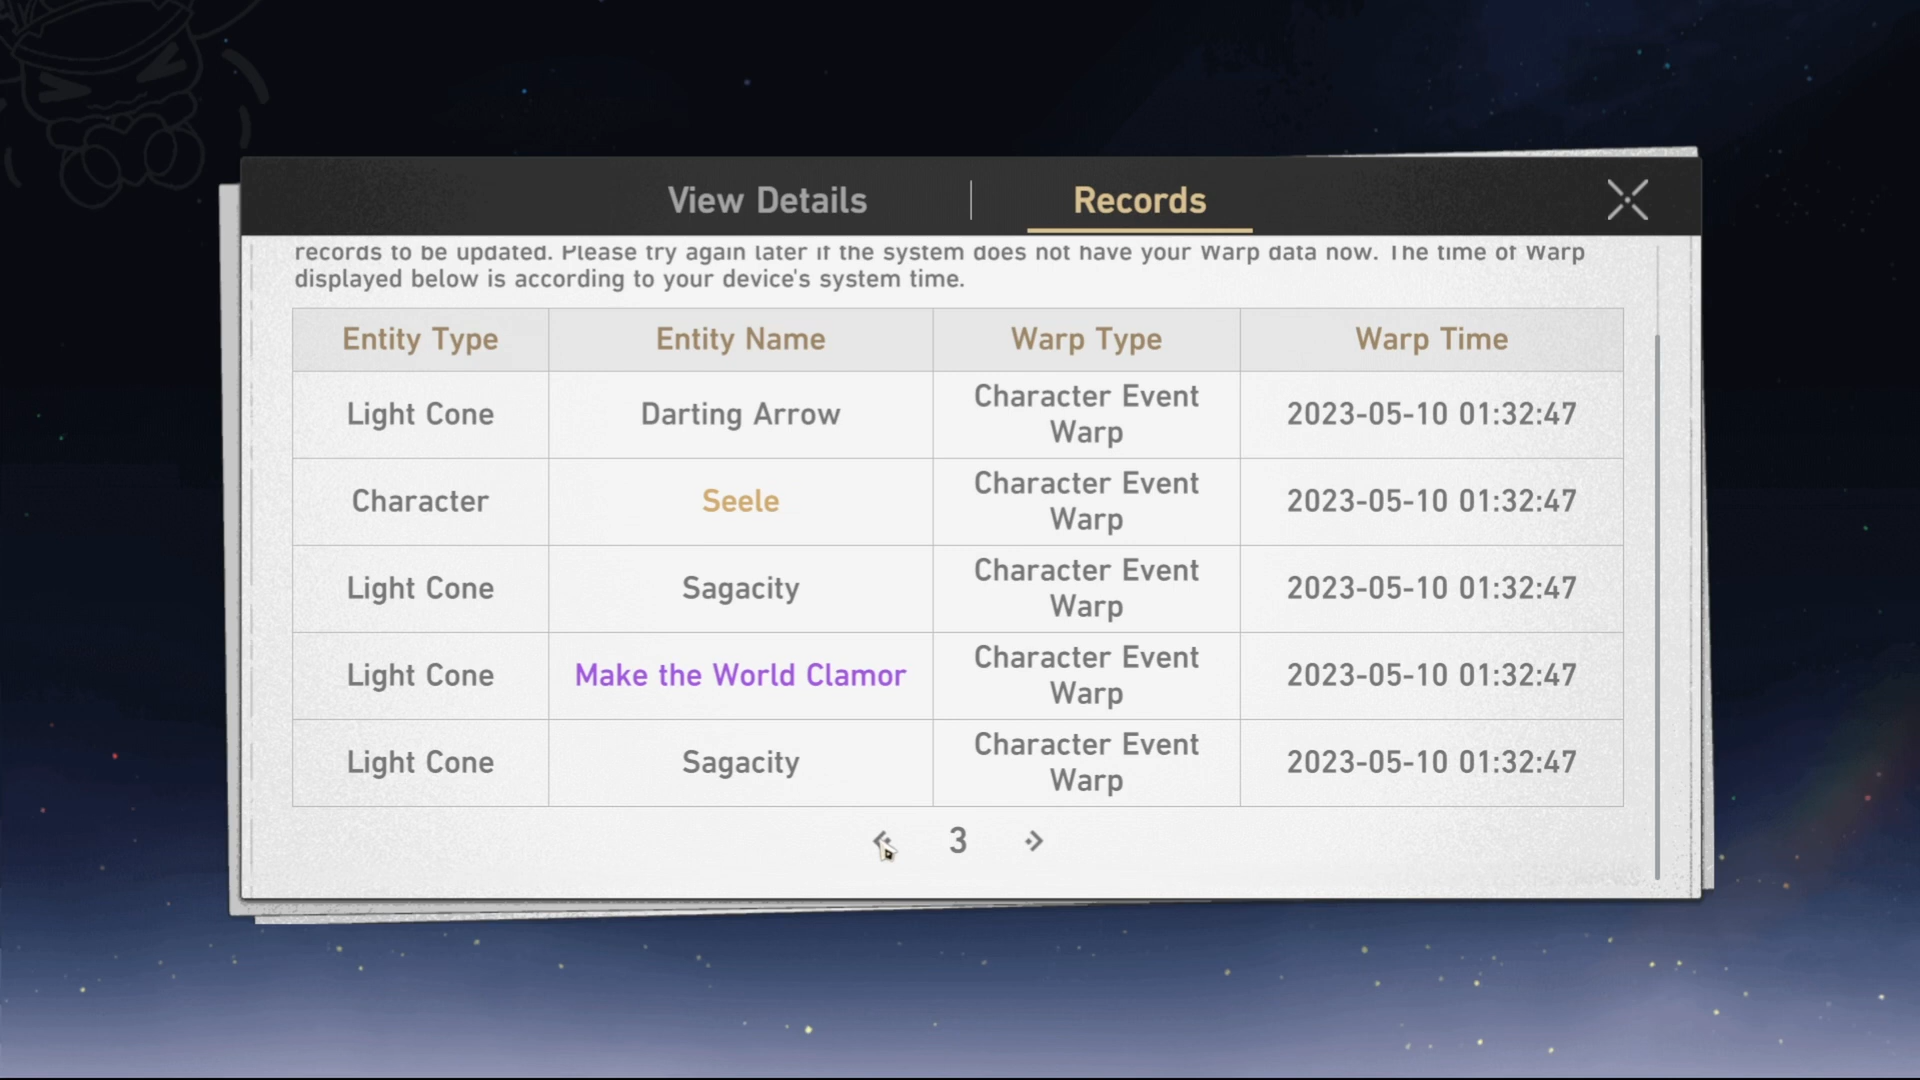 View Details
Records
records to be updated. Please try again later if the system does not have your Warp data now. The time of Warp
displayed below is according to your device's system time.
Entity Type Entity Name Warp Type Warp Time
Light Cone Darting Arrow Character Event Warp 2023-05-10 01:32:47
Character Seele Character Event Warp 2023-05-10 01:32:47
Light Cone Sagacity Character Event Warp 2023-05-10 01:32:47
Light Cone Make the World Clamor Character Event Warp 2023-05-10 01:32:47
Light Cone Sagacity Character Event Warp 2023-05-10 01:32:47
3